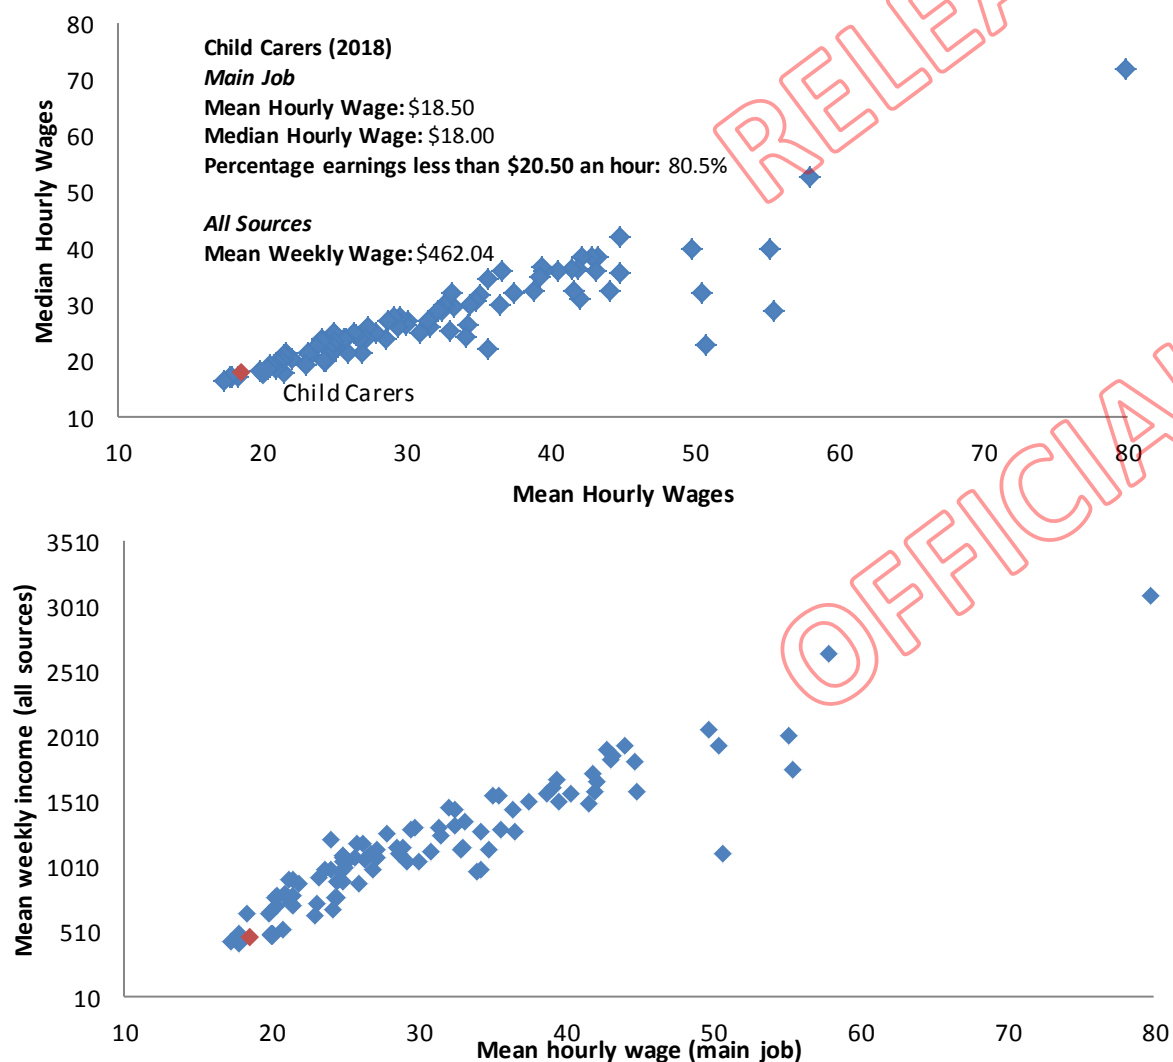 80
70
60
50
40
30
20
10
Median Hourly Wages
Child Carers (2018)
Main Job
Mean Hourly Wage: $18.50
Median Hourly Wage: $18.00
Percentage earnings less than $20.50 an hour: 80.5%
All Sources
Mean Weekly Wage: $462.04
Child Carers
10 20 30 40 50 60 70 80
Mean Hourly Wages
RELEA
3510
3010
2510
2010
1510
1010
510
10
Mean weekly income (all sources)
10 20 30 40 50 60 70 80
Mean hourly wage (main job)
OFFICIA